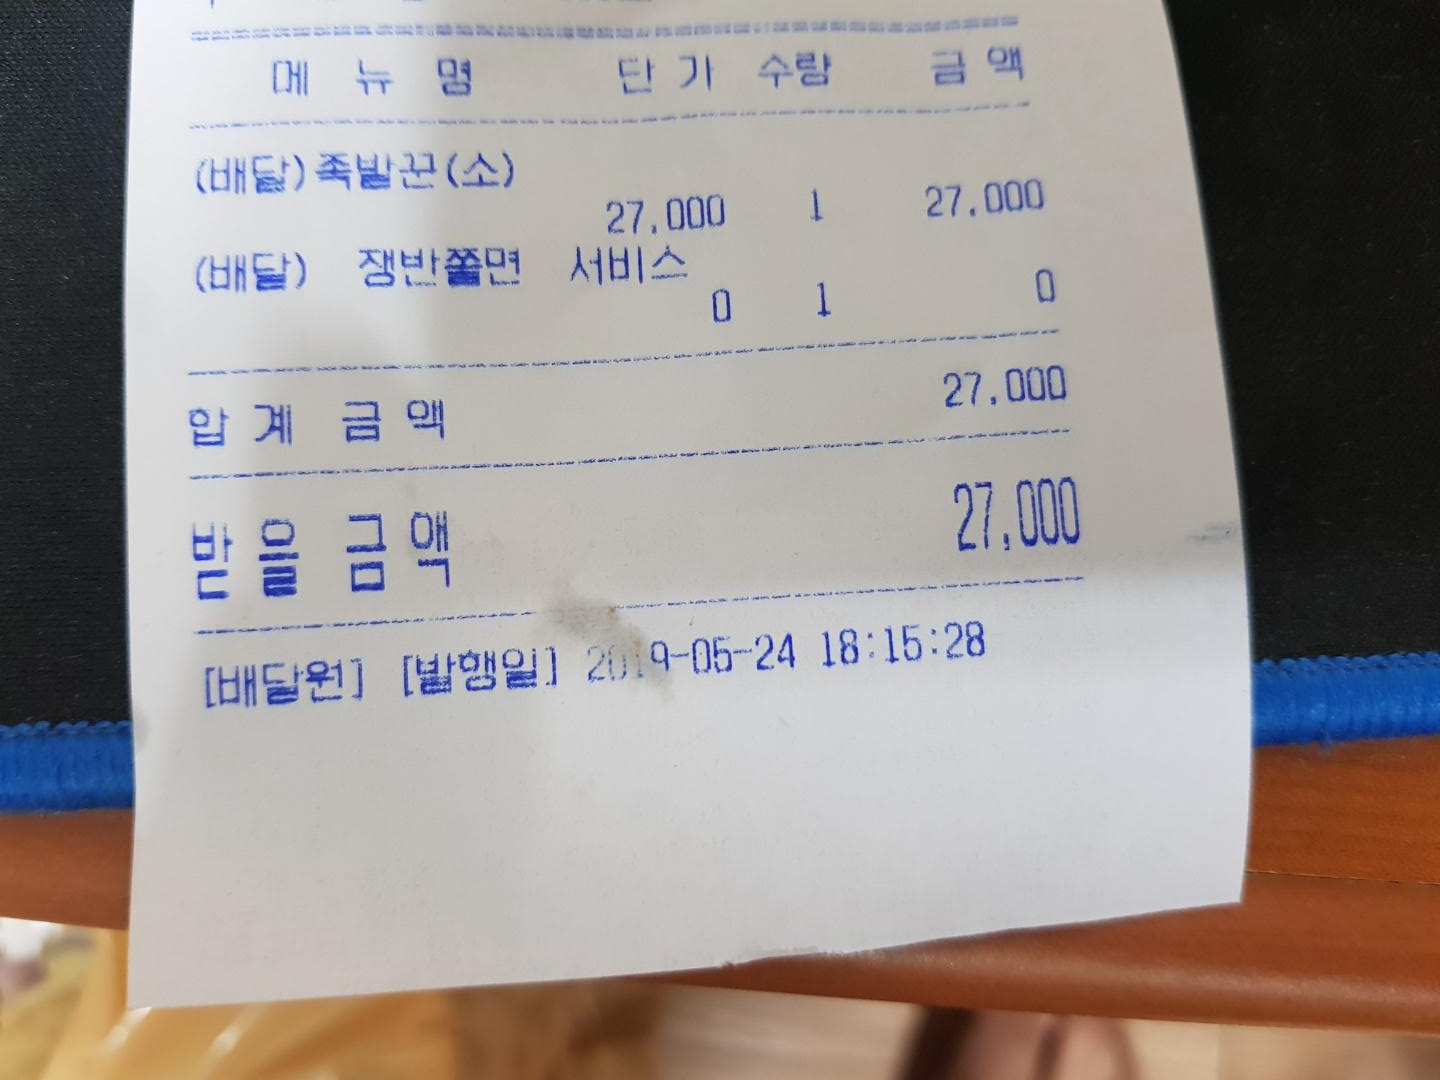 메 뉴 명 단 가 수량 금 액
(배달)족발꾼(소)
27,000 1 27,000
(배달) 쟁반쫄면 서비스
0 1 0
합 계 금 액 27,000
받 을 금 액 27,000
[배달원] [발행일] 2019-05-24 18:15:28